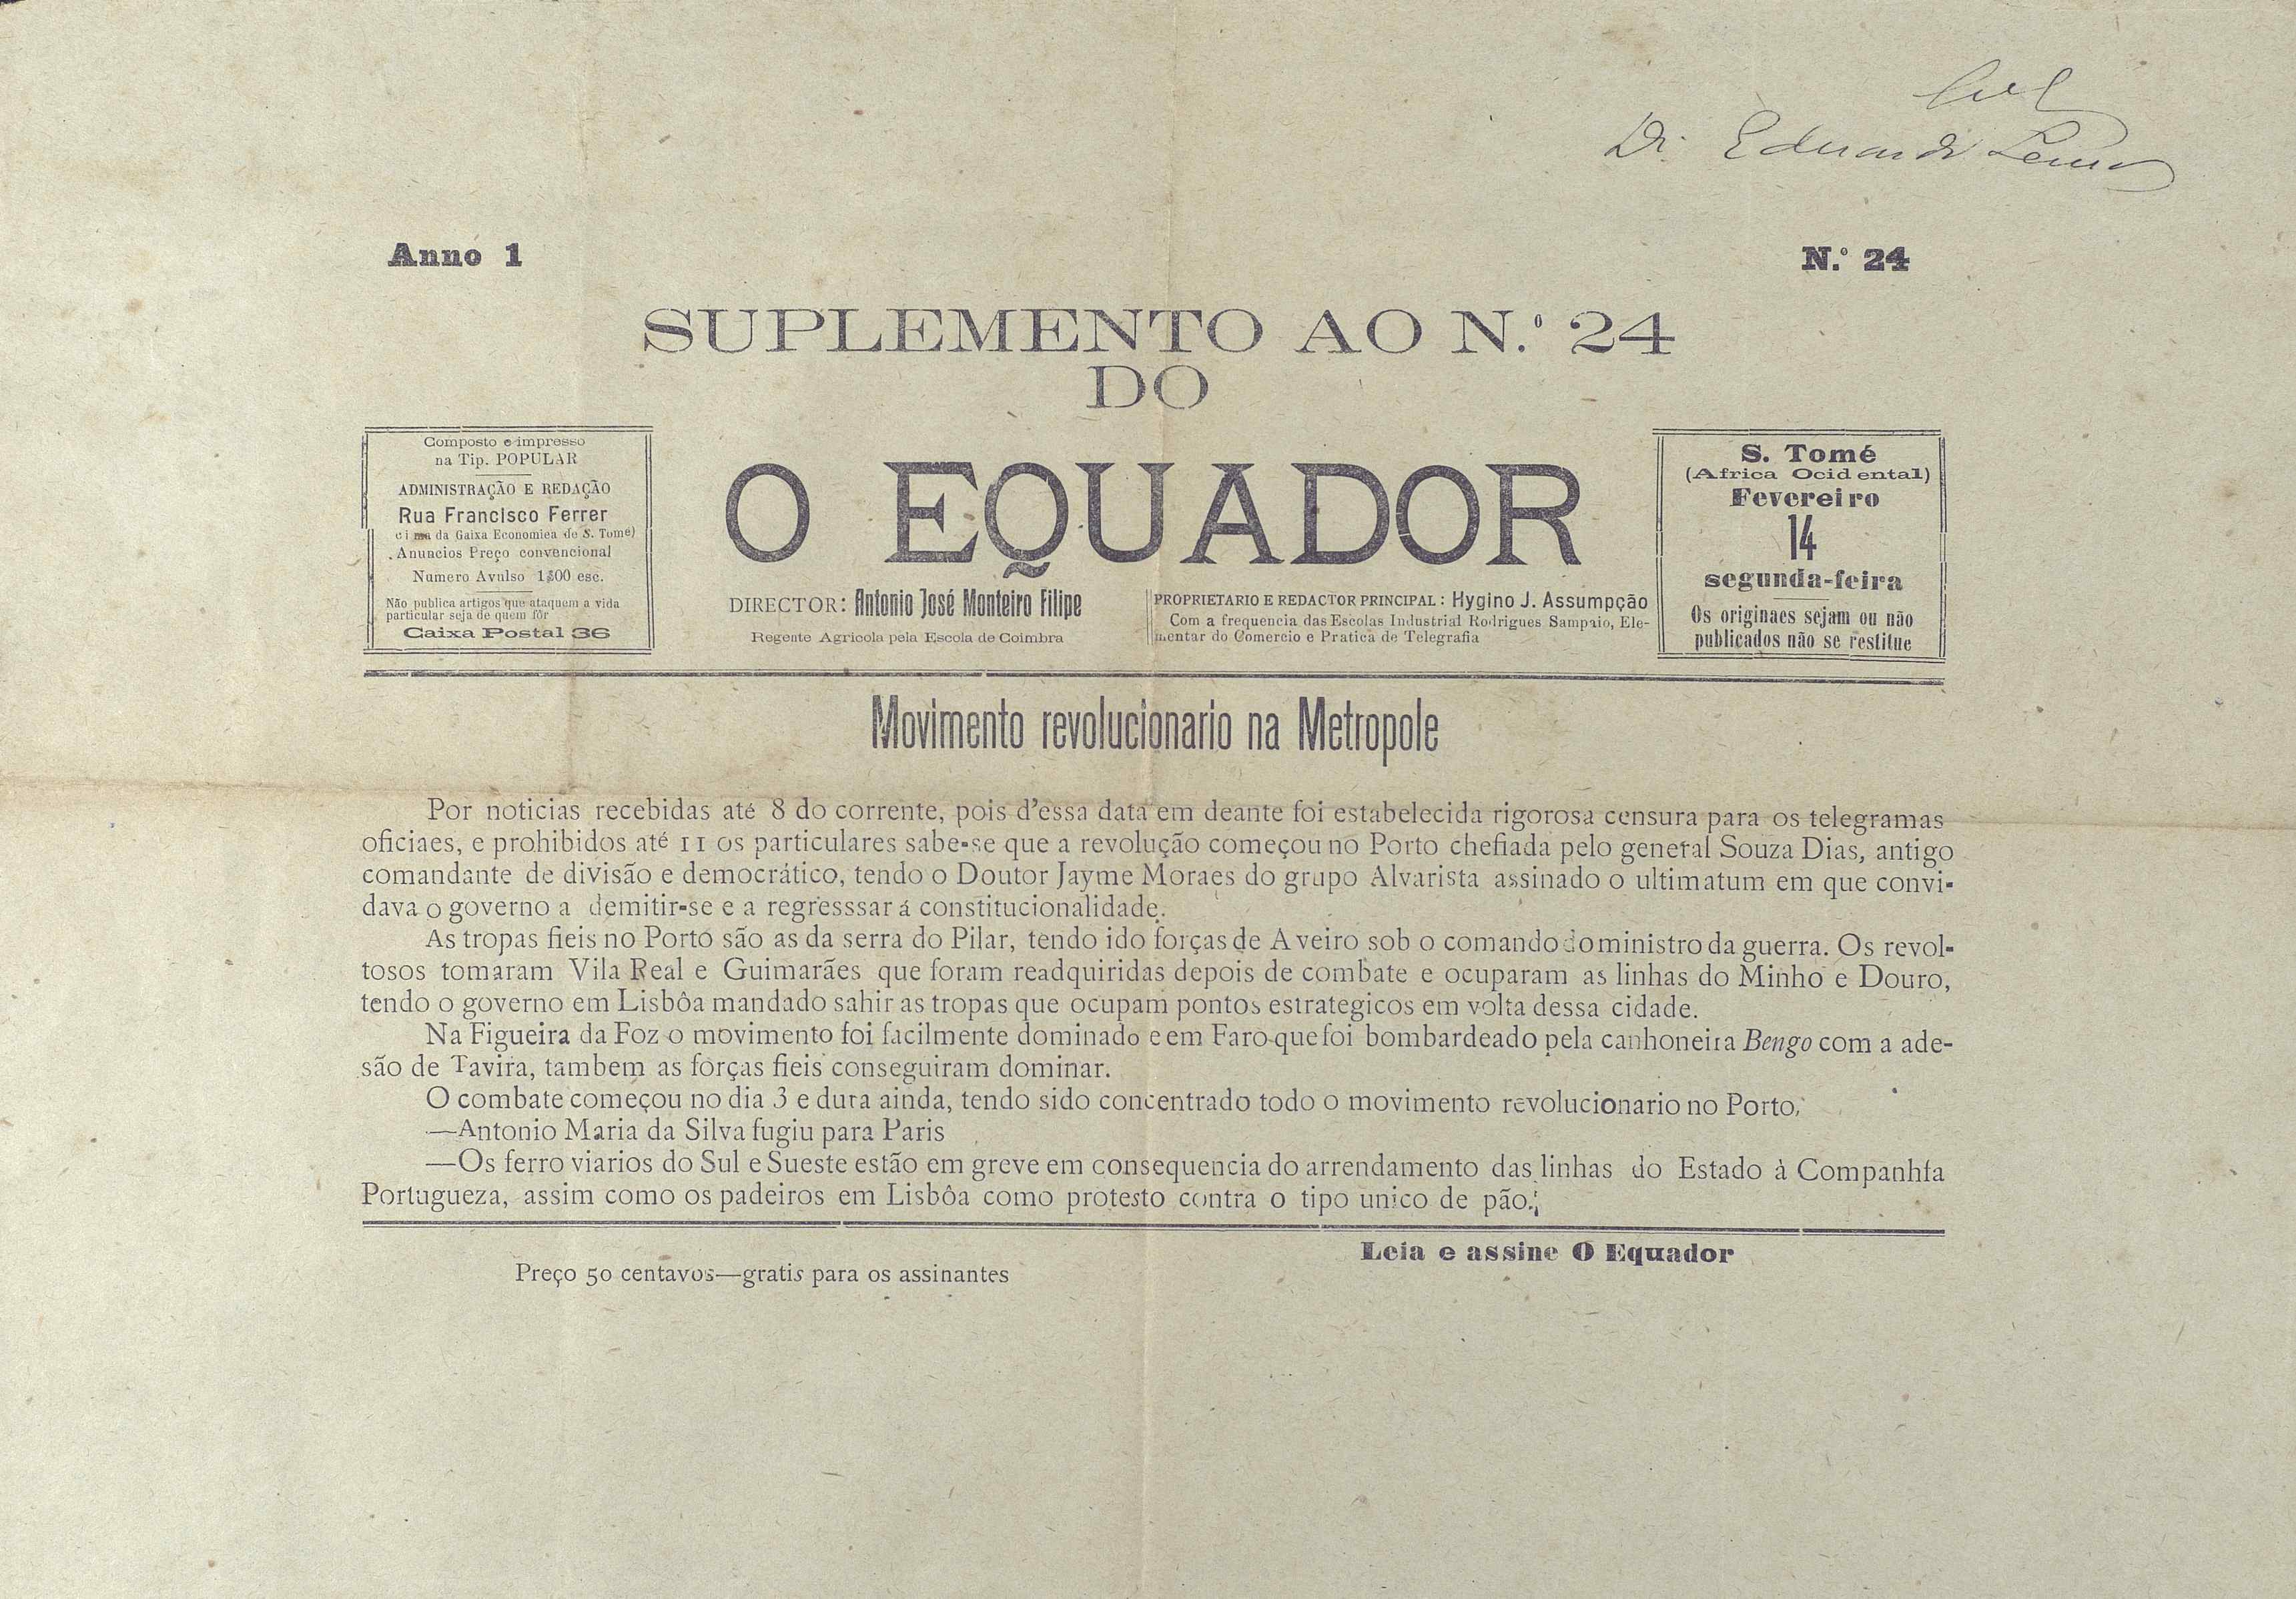 Dr. Eduardo Lemos
Anno 1
N.º 24
SUPLEMENTO AO N.º 24
DO
O EQUADOR
Composto e impresso
na Tip. POPULAR
ADMINISTRAÇÃO E REDAÇÃO
Rua Francisco Ferrer
cima da Gaixa Economica de S. Tomé)
Anuncios Preço convencional
Numero Avulso 1$00 esc.
Não publica artigos que ataquem a vida
particular seja de quem fôr
Caixa Postal 36
DIRECTOR: Antonio José Monteiro Filipe
Regente Agricola pela Escola de Coimbra
PROPRIETARIO E REDACTOR PRINCIPAL: Hygino J. Assumpção
Com a frequencia das Escolas Industrial Rodrigues Sampaio, Ele-
mentar do Comercio e Pratica de Telegrafia
S. Tomé
(Africa Ocidental)
Fevereiro
14
segunda-feira
Os originaes sejam ou não
publicados não se restitue
Movimento revolucionario na Metropole
Por noticias recebidas até 8 do corrente, pois d'essa data em deante foi estabelecida rigorosa censura para os telegramas
oficiaes, e prohibidos até 11 os particulares sabe-se que a revolução começou no Porto chefiada pelo general Souza Dias, antigo
comandante de divisão e democrático, tendo o Doutor Jayme Moraes do grupo Alvarista assinado o ultimatum em que convi-
dava o governo a demitir-se e a regresssar á constitucionalidade.
As tropas fieis no Porto são as da serra do Pilar, tendo ido forças de Aveiro sob o comando do ministro da guerra. Os revol-
tosos tomaram Vila Real e Guimarães que foram readquiridas depois de combate e ocuparam as linhas do Minho e Douro,
tendo o governo em Lisbôa mandado sahir as tropas que ocupam pontos estrategicos em volta dessa cidade.
Na Figueira da Foz o movimento foi facilmente dominado e em Faro que foi bombardeado pela canhoneira Bengo com a ade-
são de Tavira, tambem as forças fieis conseguiram dominar.
O combate começou no dia 3 e dura ainda, tendo sido concentrado todo o movimento revolucionario no Porto.
—Antonio Maria da Silva fugiu para Paris
—Os ferro viarios do Sul e Sueste estão em greve em consequencia do arrendamento das linhas do Estado à Companhia
Portugueza, assim como os padeiros em Lisbôa como protesto contra o tipo unico de pão.
Preço 50 centavos—gratis para os assinantes
Leia e assine O Equador